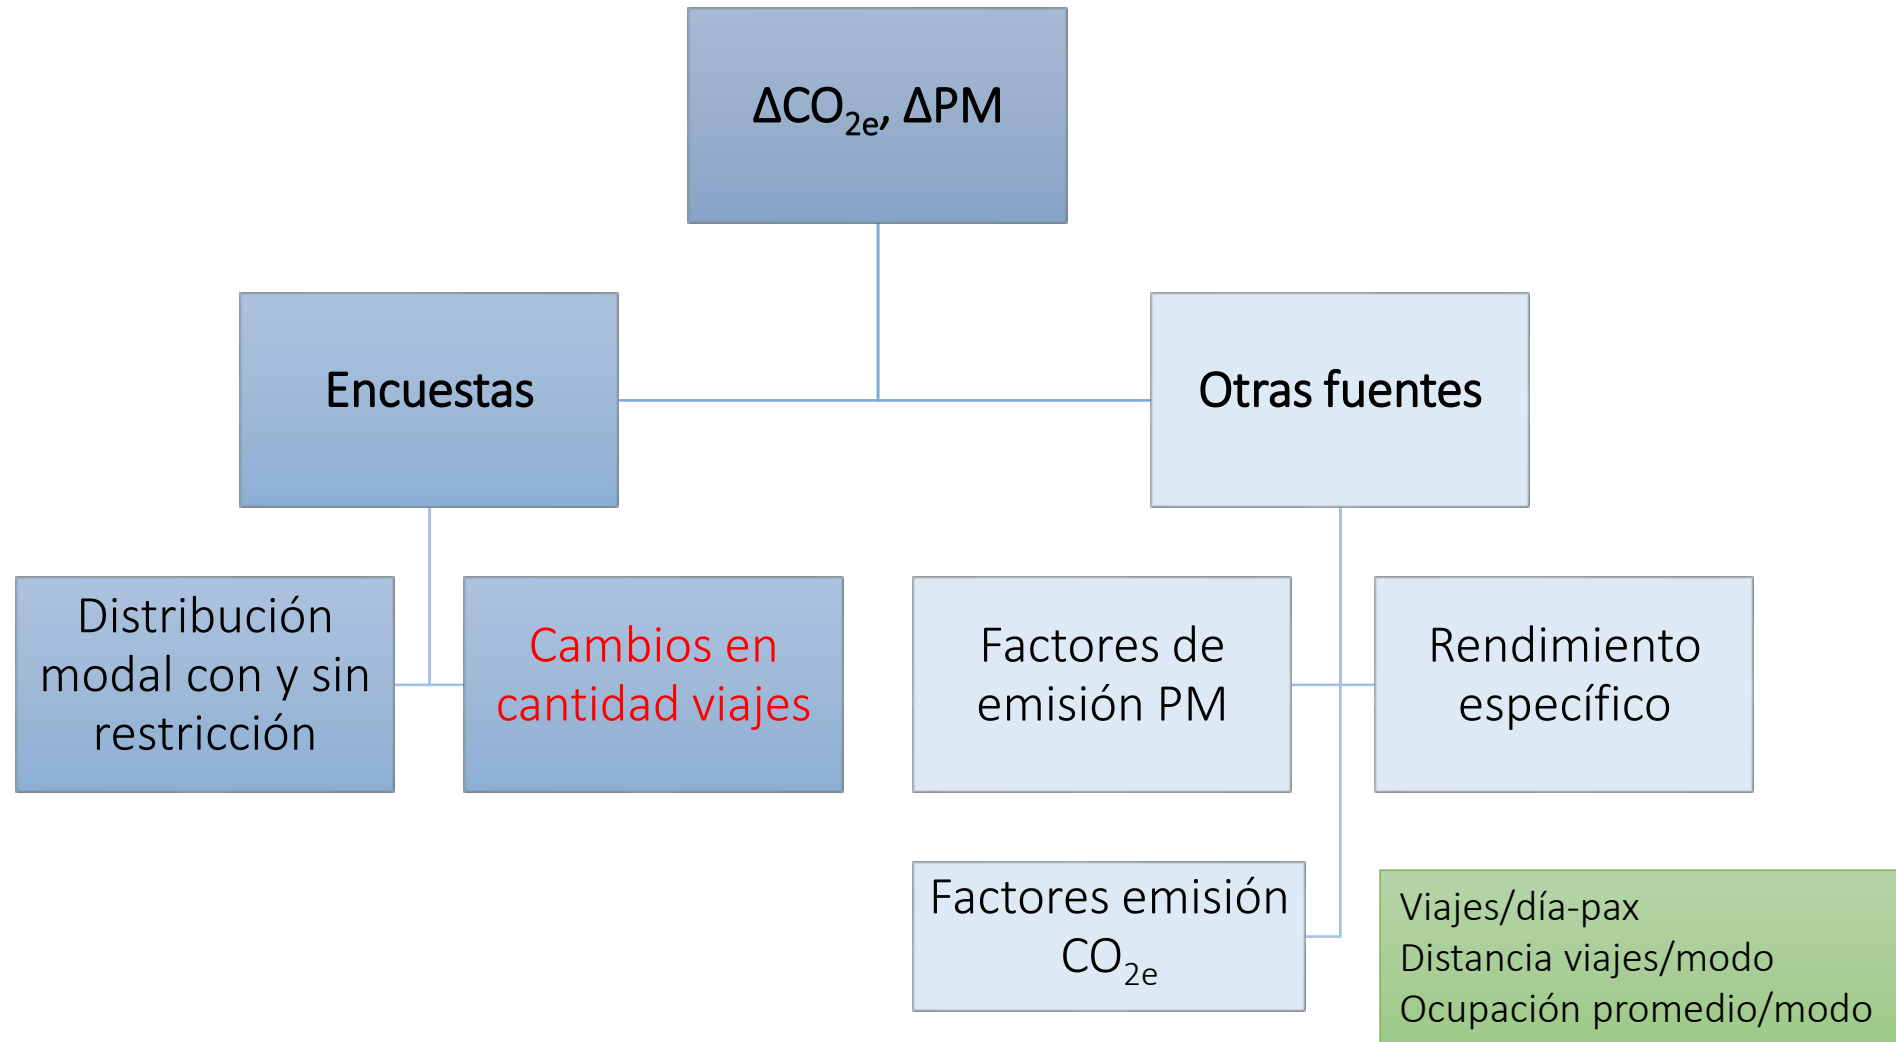 ΔCO₂ₑ, ΔPM
Encuestas
Otras fuentes
Distribución
modal con y sin
restricción
Cambios en
cantidad viajes
Factores de
emisión PM
Rendimiento
específico
Factores emisión
CO₂ₑ
Viajes/día-pax
Distancia viajes/modo
Ocupación promedio/modo